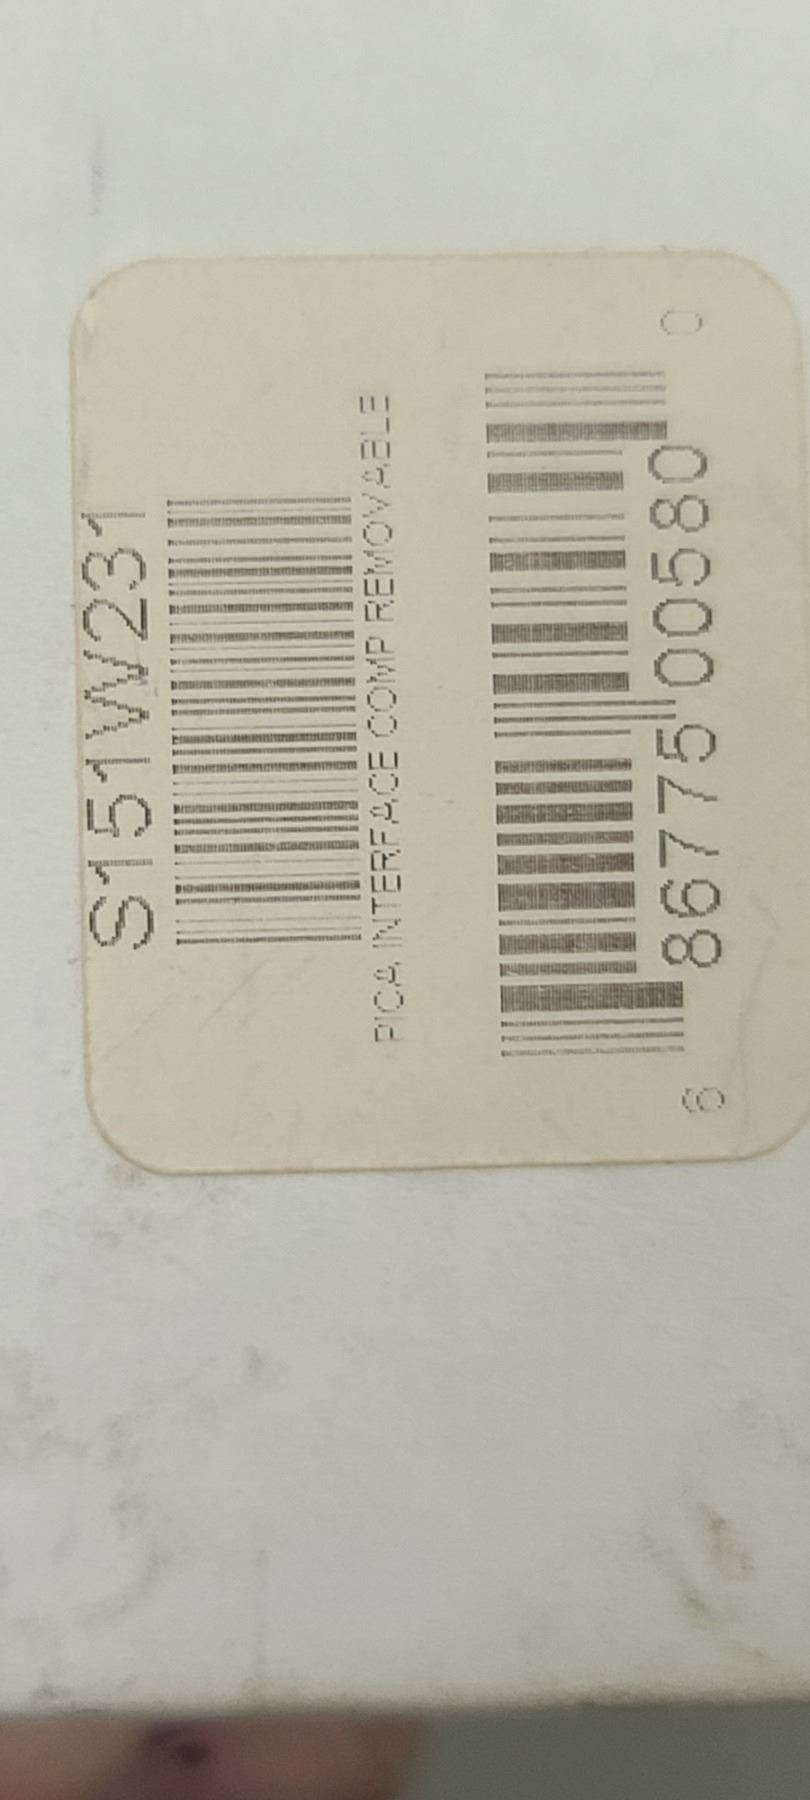 S151W231
PICA INTERFACE COMP REMOVABLE
6 86775 00580 0